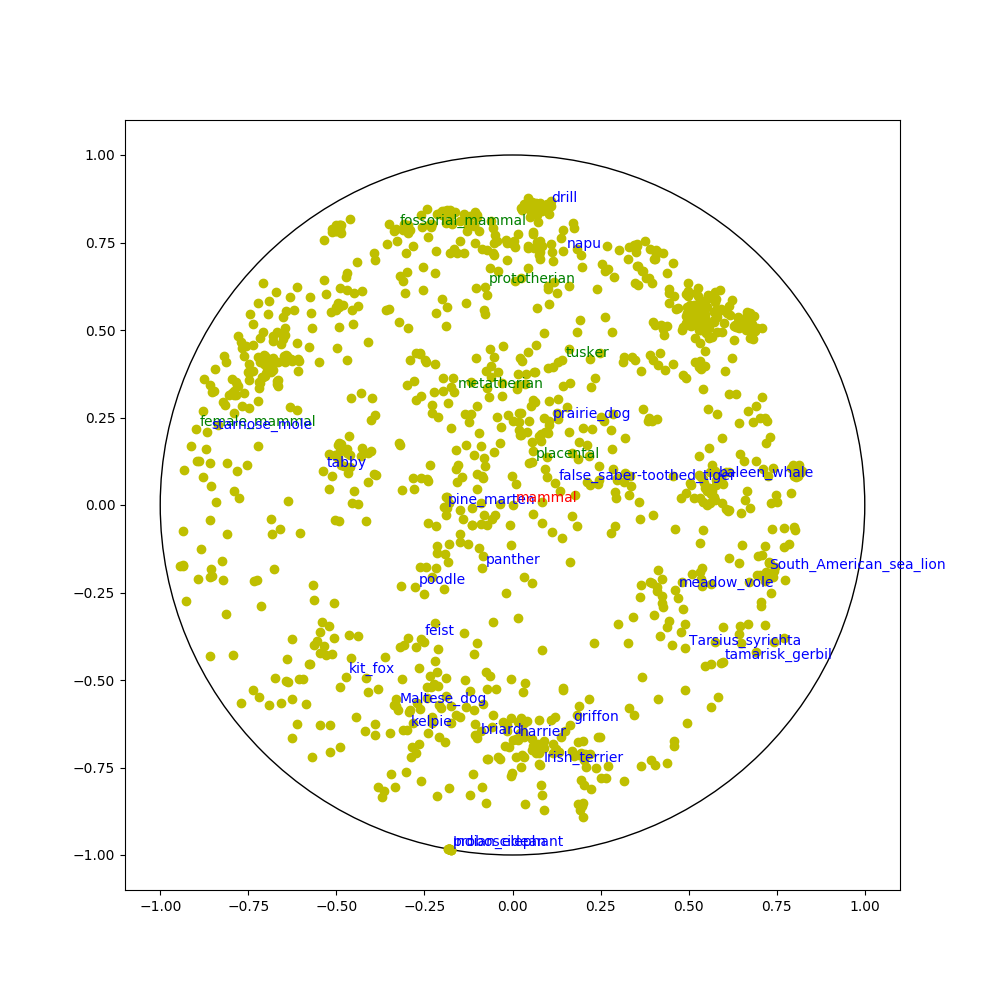 1.00
drill
fossorial_mammal
0.75
napu
prototherian
0.50
tusker
metatherian
0.25
female_mammal
starnose_mole
prairie_dog
placental
tabby
false_saber-toothed_tiger
baleen_whale
0.00
pine_marten
mammal
panther
South_American_sea_lion
poodle
meadow_vole
−0.25
feist
Tarsius_syrichta
tamarisk_gerbil
kit_fox
−0.50
Maltese_dog
kelpie
griffon
briard
harrier
Irish_terrier
−0.75
Indian_elephant
proboscidean
−1.00
−1.00 −0.75 −0.50 −0.25 0.00 0.25 0.50 0.75 1.00